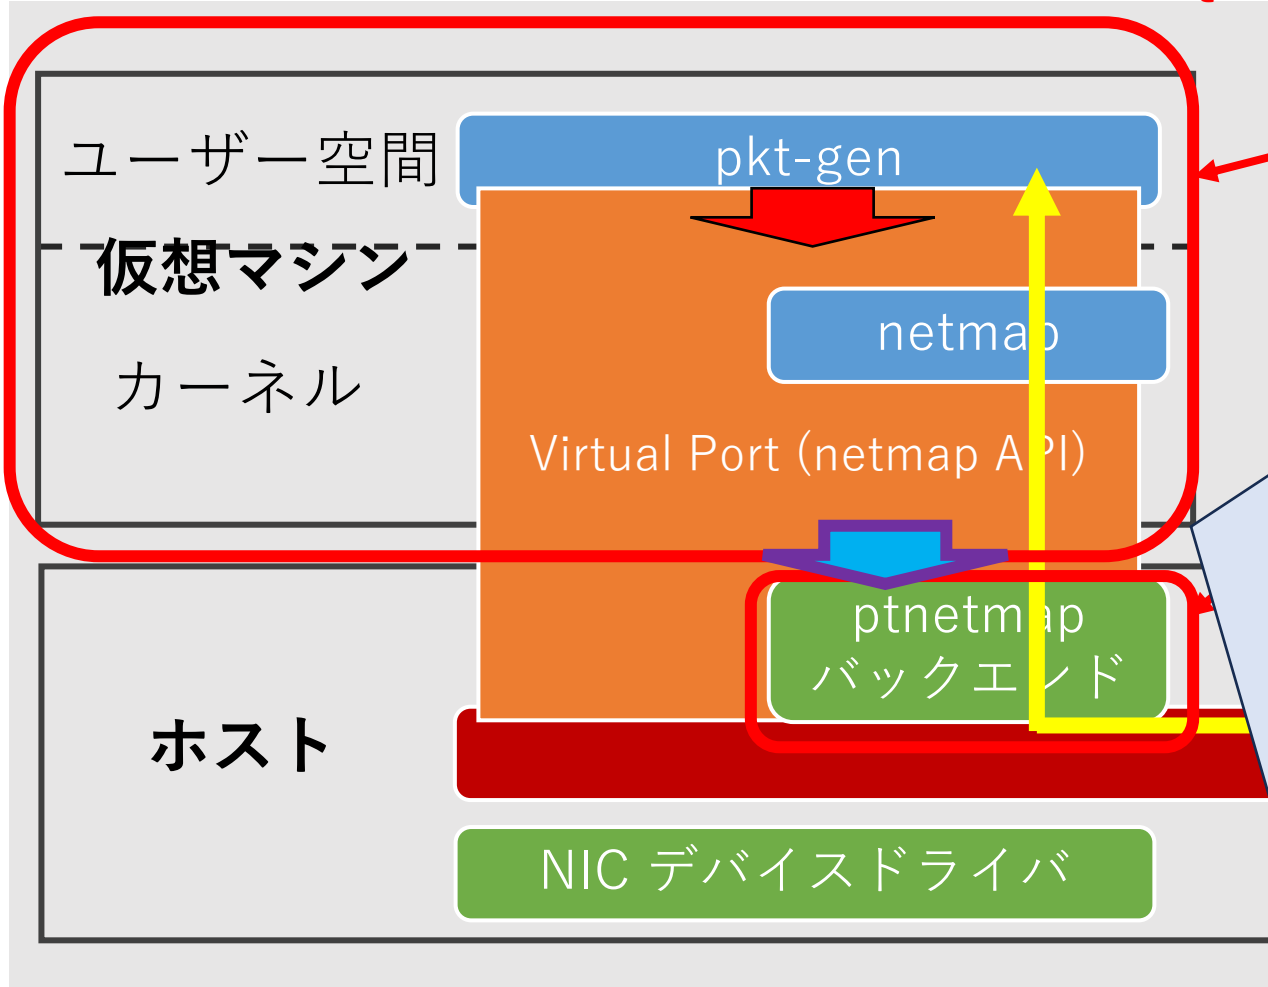 ユーザー空間
pkt-gen
仮想マシン
netmap
カーネル
Virtual Port (netmap API)
ptnetmap
バックエンド
ホスト
NIC デバイスドライバ